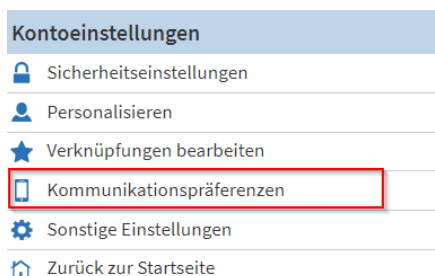 Kontoeinstellungen
Sicherheitseinstellungen
Personalisieren
Verknüpfungen bearbeiten
Kommunikationspräferenzen
Sonstige Einstellungen
Zurück zur Startseite